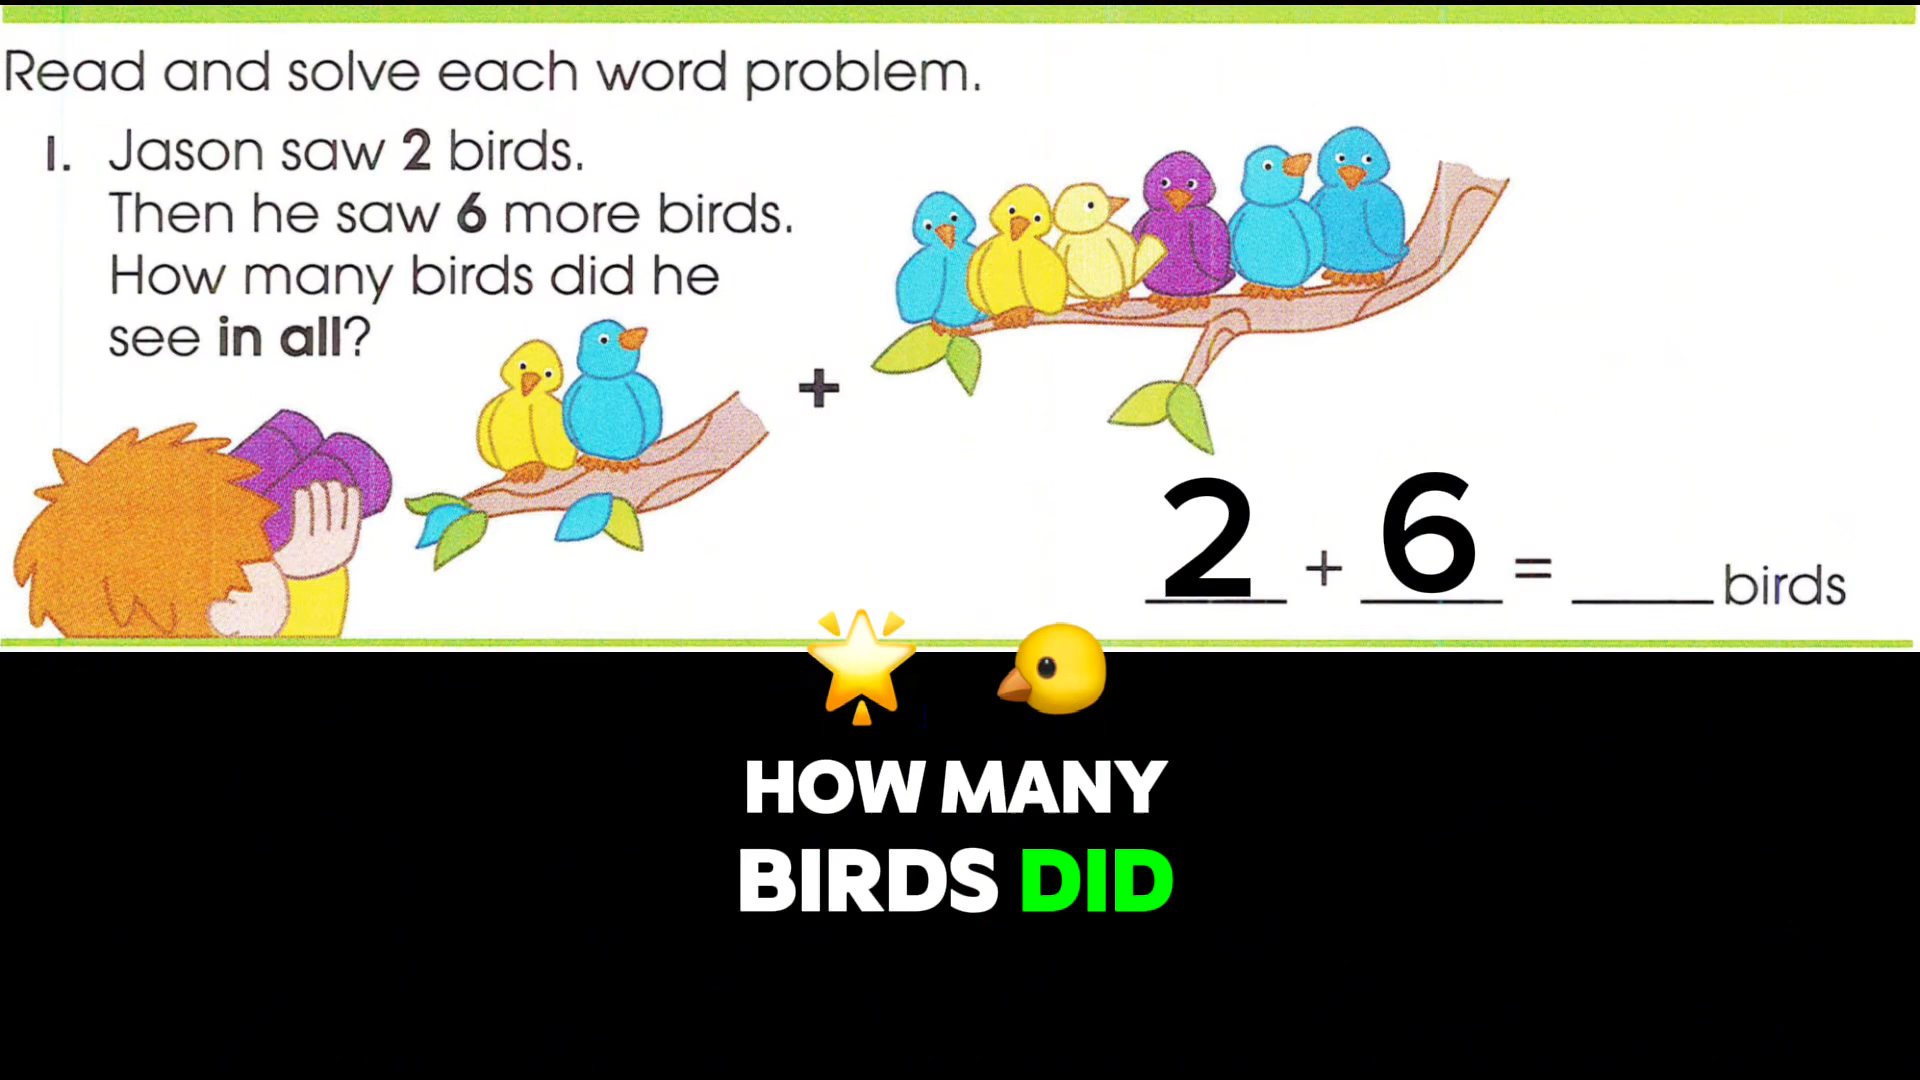 Read and solve each word problem.
1. Jason saw 2 birds.
Then he saw 6 more birds.
How many birds did he
see in all?
+
2 + 6 = ____ birds
HOW MANY
BIRDS DID